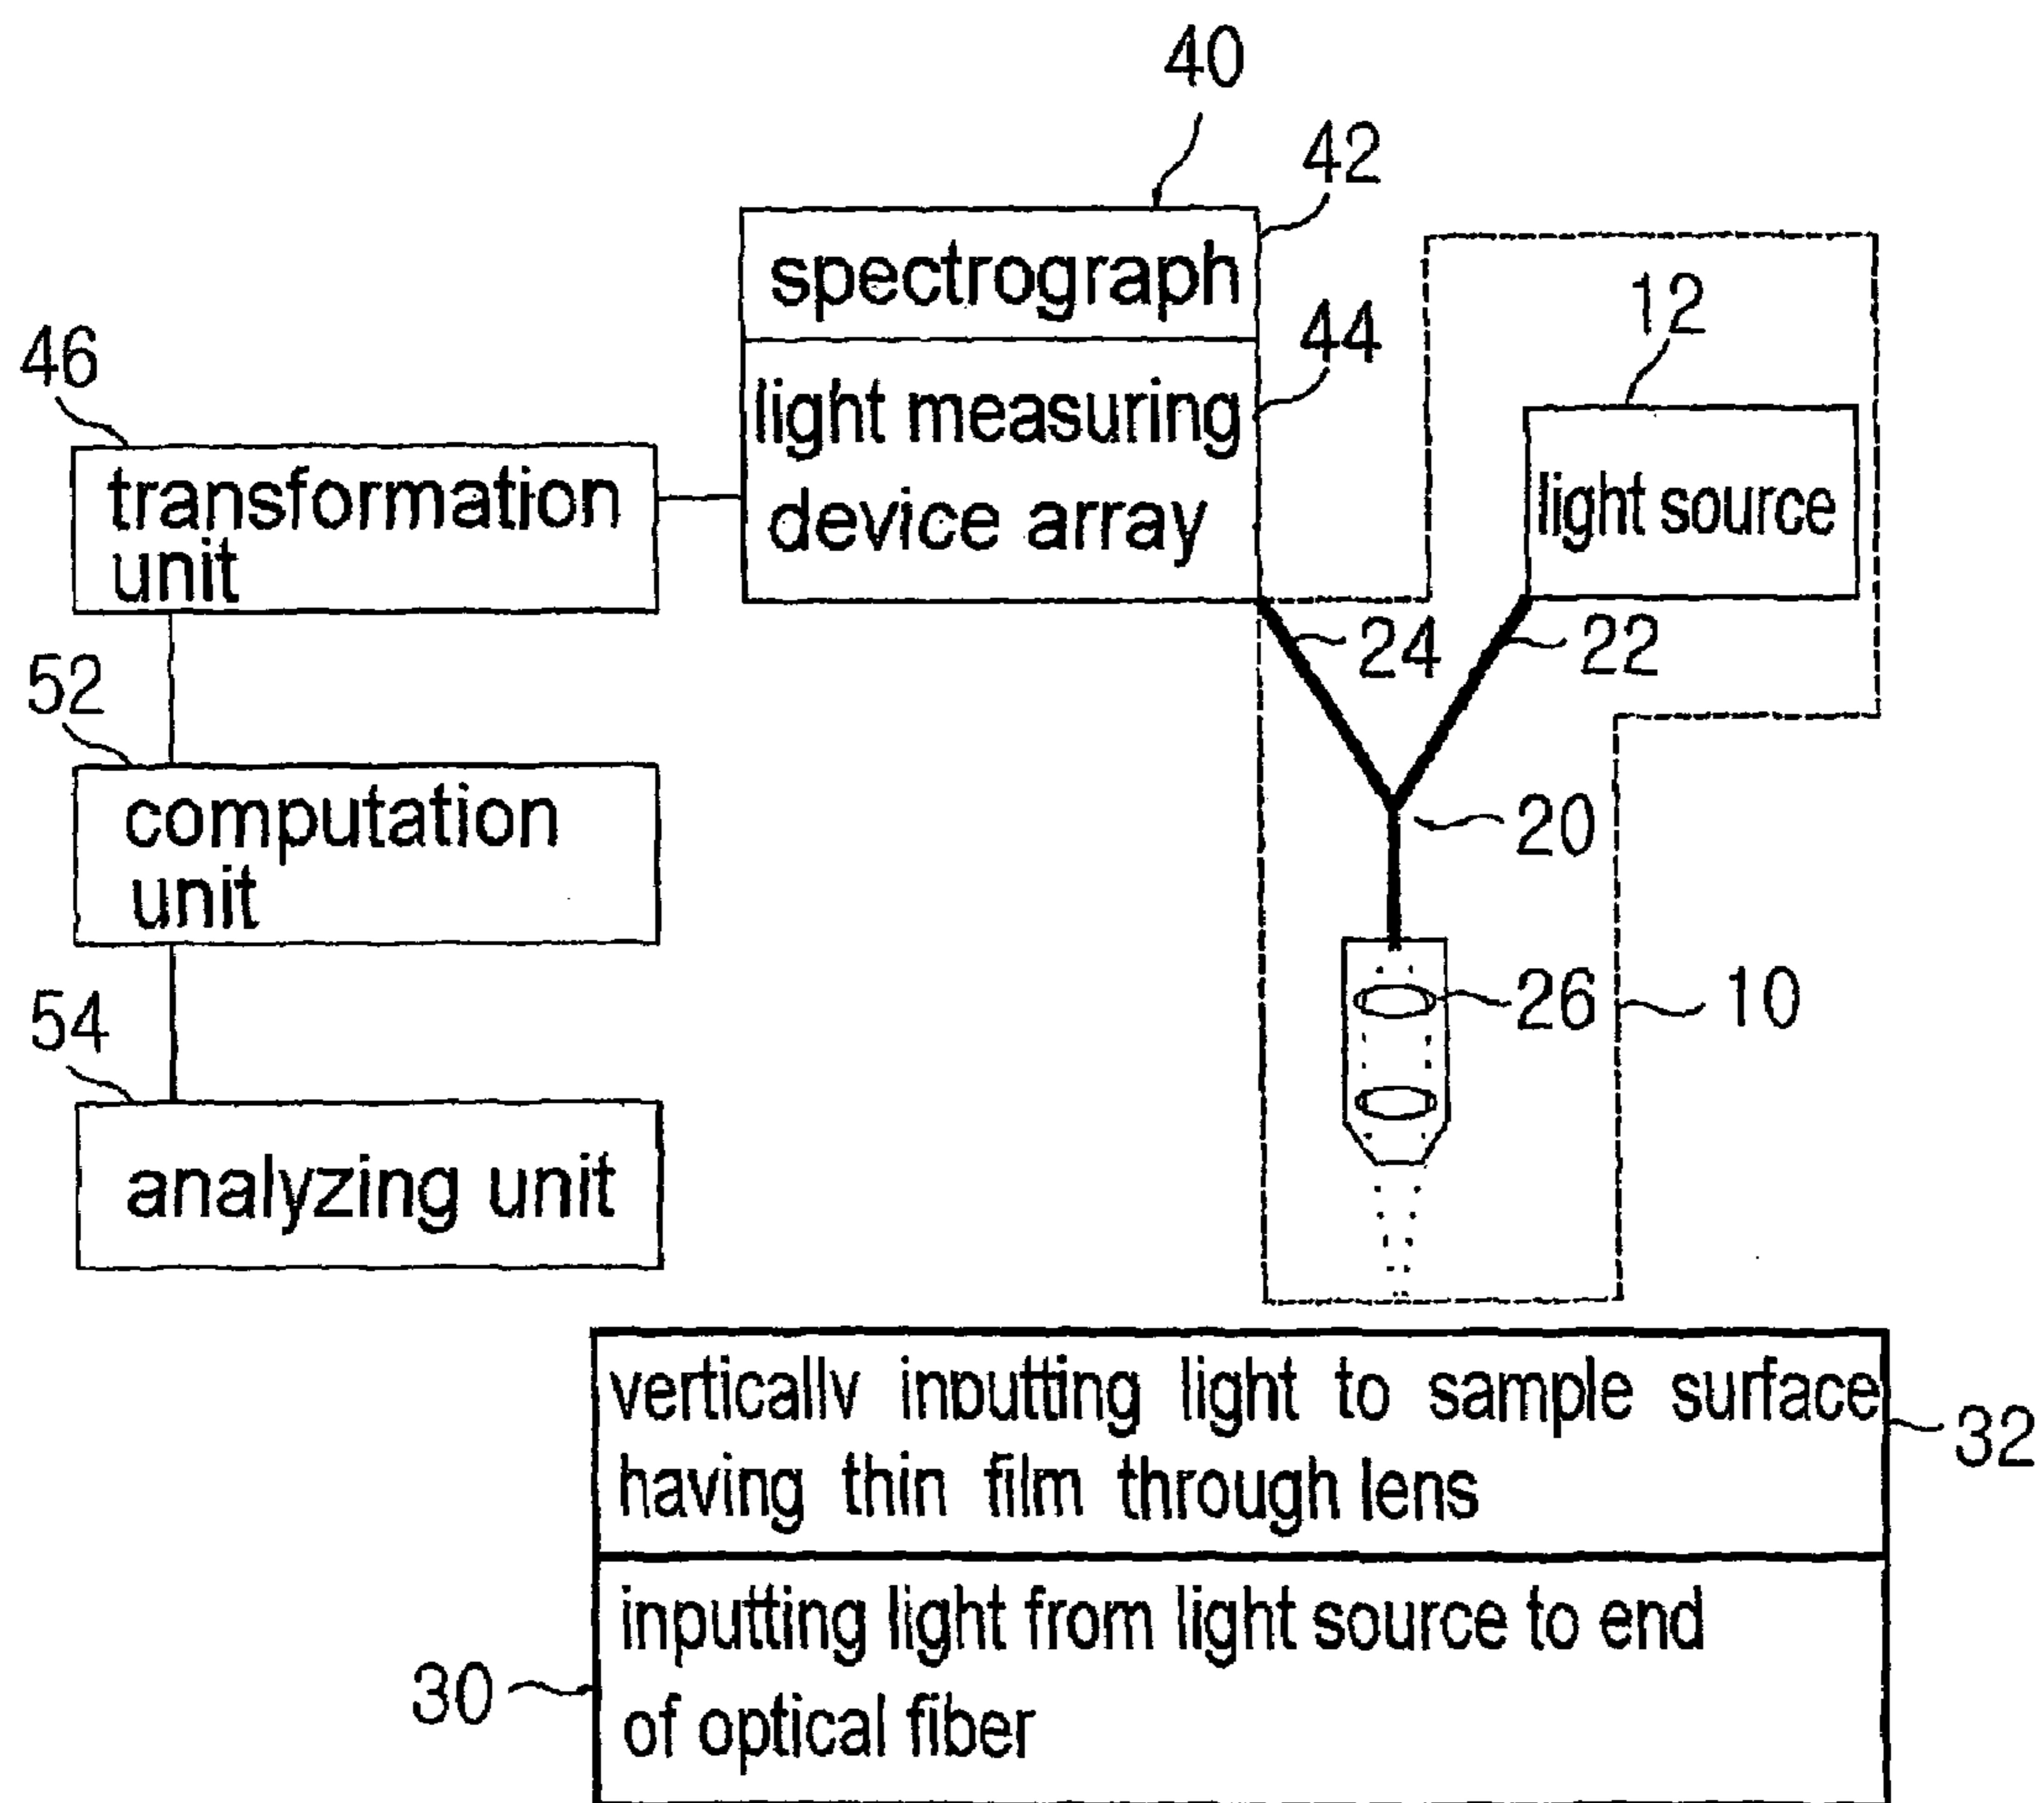 40
42
spectrograph
12
44
46
light measuring
device array
light source
transformation
unit
24
22
52
20
computation
unit
26
10
54
analyzing unit
vertically inputting light to sample surface
32
having thin film through lens
inputting light from light source to end
30
of optical fiber